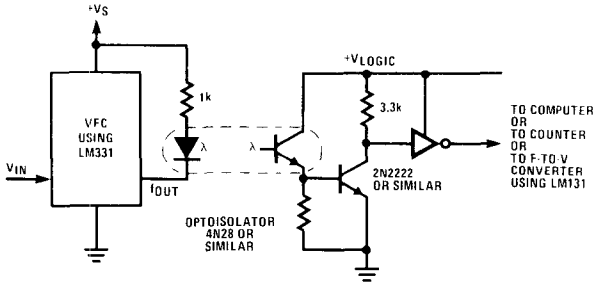 +VS
1k
VFC
USING
LM331
VIN
fOUT
λ
λ
+VLOGIC
3.3k
2N2222
OR SIMILAR
OPTOISOLATOR
4N28 OR
SIMILAR
TO COMPUTER
OR
TO COUNTER
OR
TO F-TO-V
CONVERTER
USING LM131